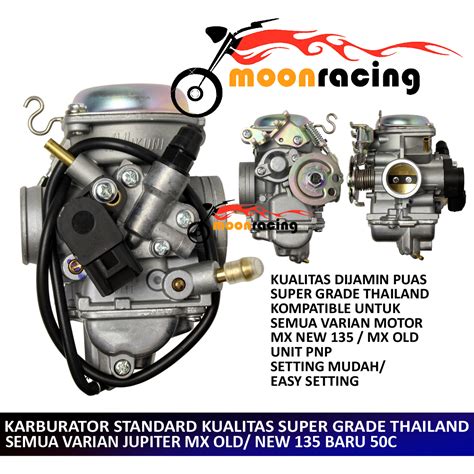 moonracing
MIKUNI
moonracing
KUALITAS DIJAMIN PUAS
SUPER GRADE THAILAND
KOMPATIBLE UNTUK
SEMUA VARIAN MOTOR
MX NEW 135 / MX OLD
UNIT PNP
SETTING MUDAH/
EASY SETTING
KARBURATOR STANDARD KUALITAS SUPER GRADE THAILAND
SEMUA VARIAN JUPITER MX OLD/ NEW 135 BARU 50C